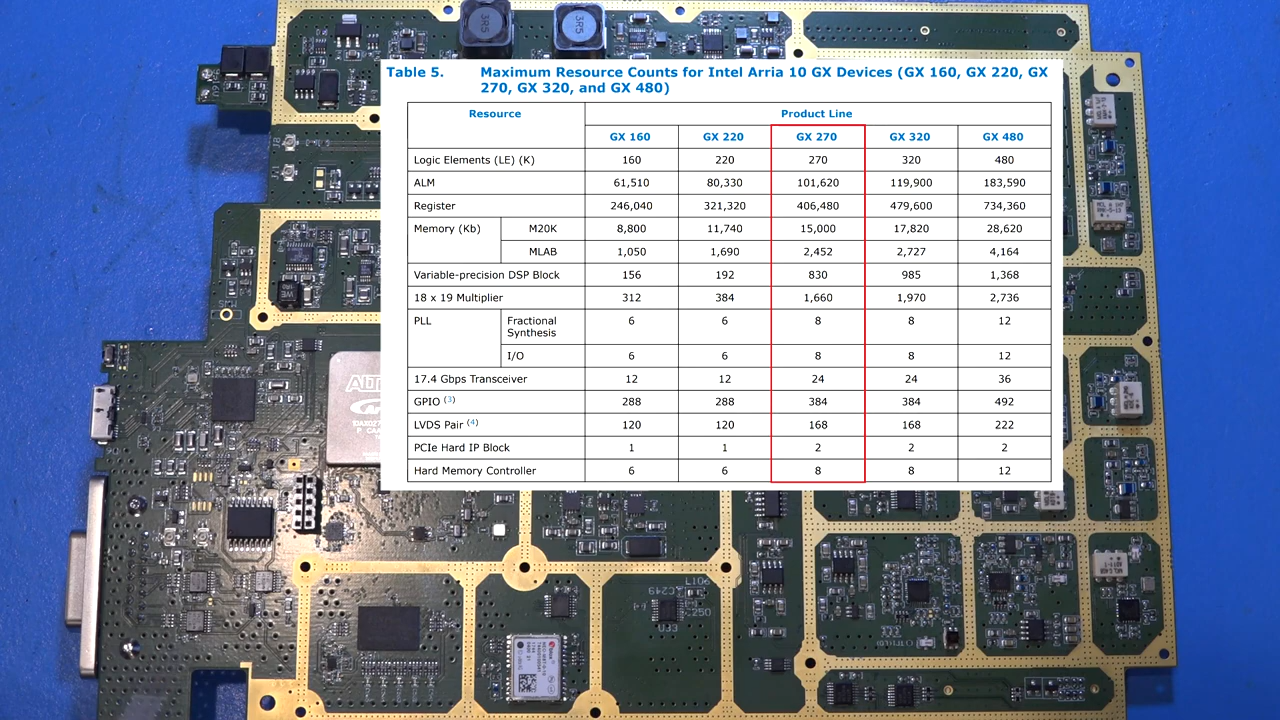 3R5
3R5
Table 5. Maximum Resource Counts for Intel Arria 10 GX Devices (GX 160, GX 220, GX
270, GX 320, and GX 480)
Resource Product Line
GX 160 GX 220 GX 270 GX 320 GX 480
Logic Elements (LE) (K) 160 220 270 320 480
ALM 61,510 80,330 101,620 119,900 183,590
Register 246,040 321,320 406,480 479,600 734,360
Memory (Kb) M20K 8,800 11,740 15,000 17,820 28,620
MLAB 1,050 1,690 2,452 2,727 4,164
Variable-precision DSP Block 156 192 830 985 1,368
18 x 19 Multiplier 312 384 1,660 1,970 2,736
PLL Fractional
Synthesis 6 6 8 8 12
I/O 6 6 8 8 12
17.4 Gbps Transceiver 12 12 24 24 36
GPIO (3) 288 288 384 384 492
LVDS Pair (4) 120 120 168 168 222
PCIe Hard IP Block 1 1 2 2 2
Hard Memory Controller 6 6 8 8 12